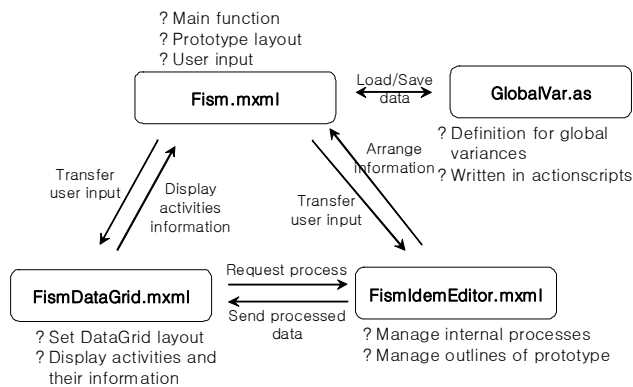 ? Main function
? Prototype layout
? User input
Fism.mxml
Load/Save
data
GlobalVar.as
? Definition for global
variances
? Written in actionscripts
Transfer
user input
Display
activities
information
Arrange
information
Transfer
user input
FismDataGrid.mxml
Request process
Send processed
data
FismIdemEditor.mxml
? Set DataGrid layout
? Display activities and
their information
? Manage internal processes
? Manage outlines of prototype